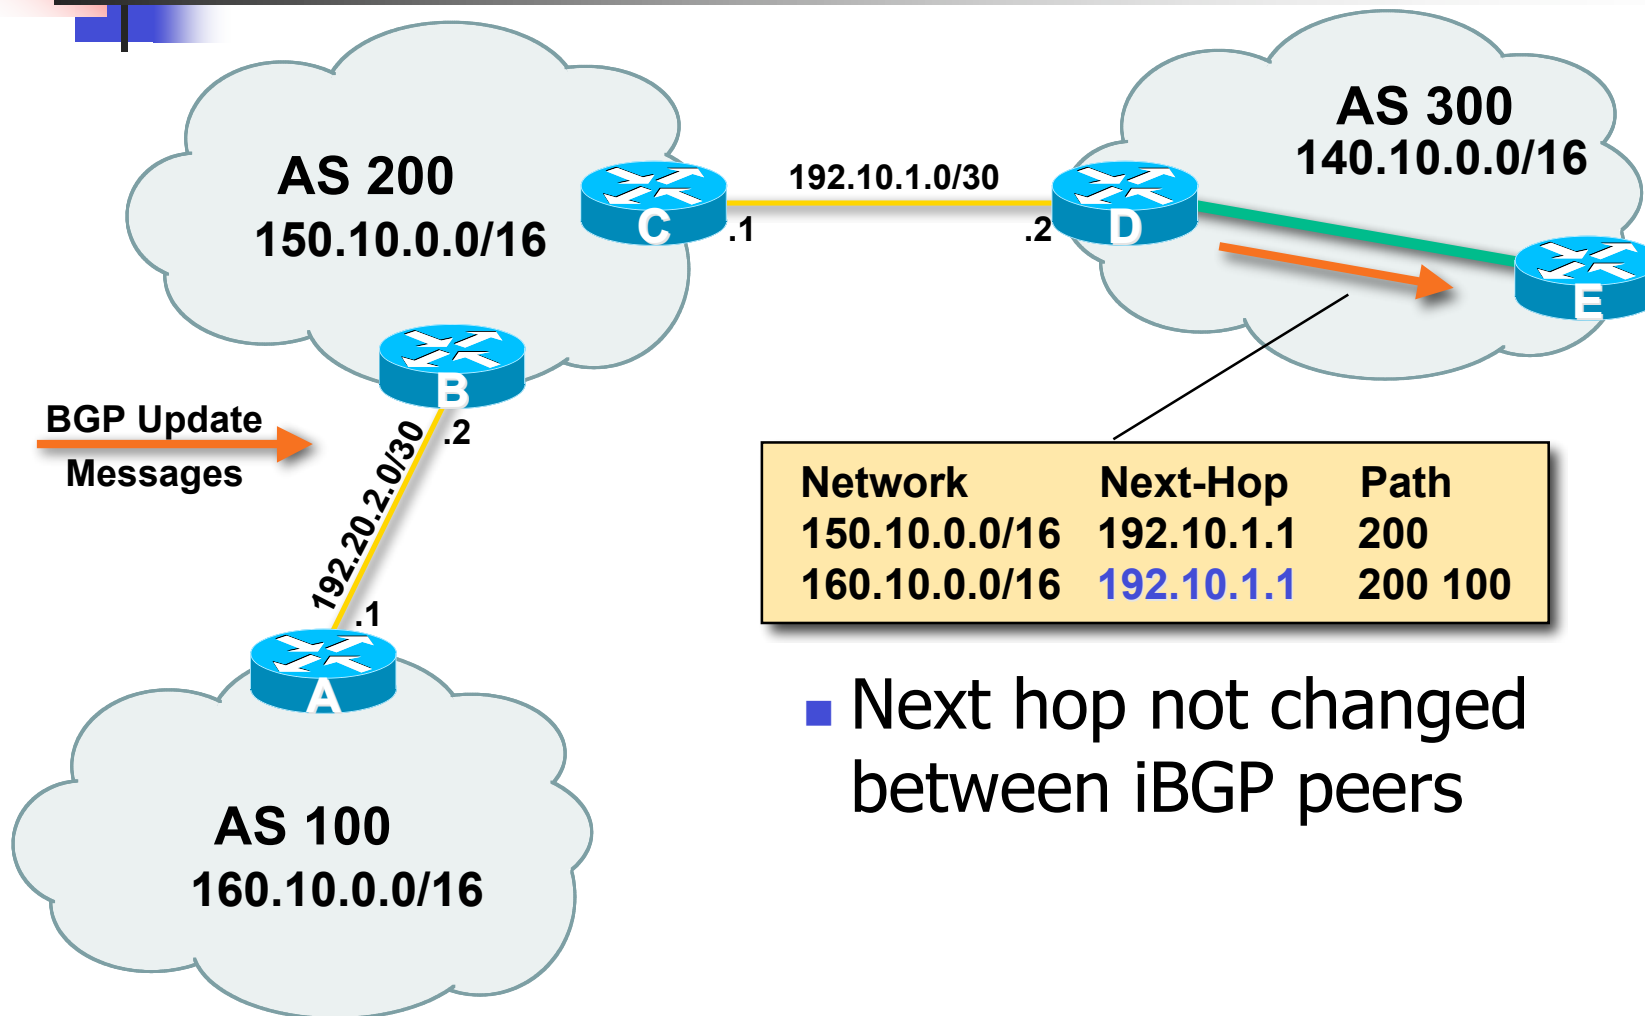 AS 200
150.10.0.0/16
C
.1
192.10.1.0/30
.2
D
AS 300
140.10.0.0/16
E
B
.2
BGP Update
Messages
192.20.2.0/30
.1
A
AS 100
160.10.0.0/16
Network Next-Hop Path
150.10.0.0/16 192.10.1.1 200
160.10.0.0/16 192.10.1.1 200 100
Next hop not changed
between iBGP peers